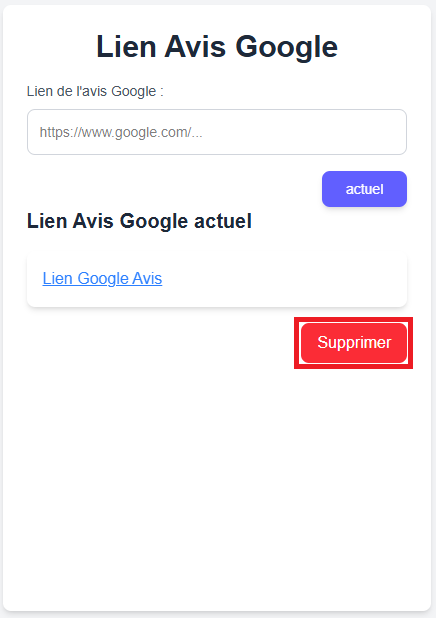 Lien Avis Google
Lien de l'avis Google :
https://www.google.com/...
actuel
Lien Avis Google actuel
Lien Google Avis
Supprimer